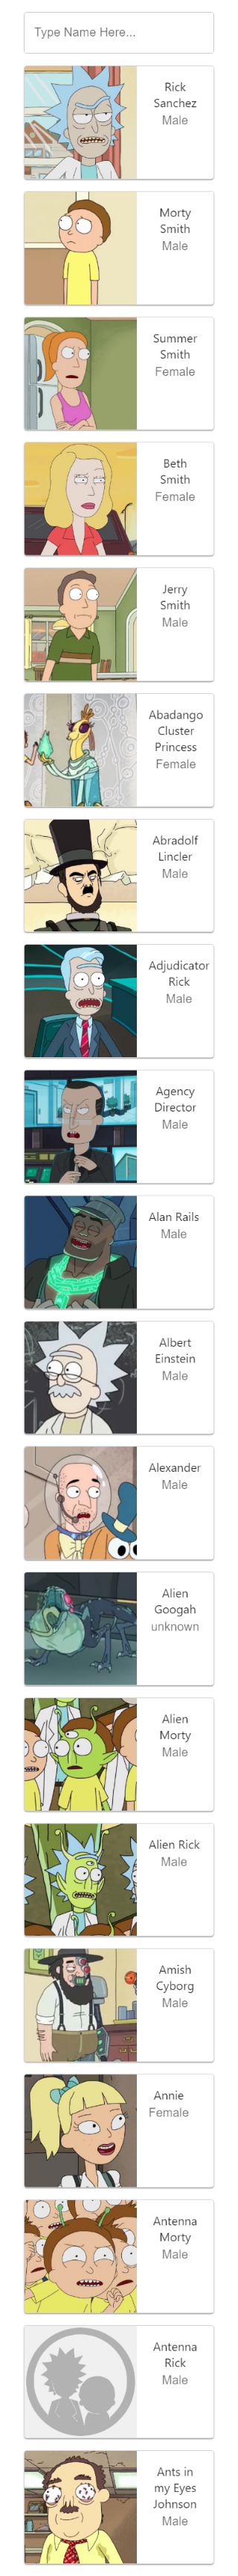 Type Name Here...
Rick
Sanchez
Male
Morty
Smith
Male
Summer
Smith
Female
Beth
Smith
Female
Jerry
Smith
Male
Abadango
Cluster
Princess
Female
Abradolf
Lincler
Male
Adjudicator
Rick
Male
Agency
Director
Male
Alan Rails
Male
Albert
Einstein
Male
Alexander
Male
Alien
Googah
unknown
Alien
Morty
Male
Alien Rick
Male
Amish
Cyborg
Male
Annie
Female
Antenna
Morty
Male
Antenna
Rick
Male
Ants in
my Eyes
Johnson
Male